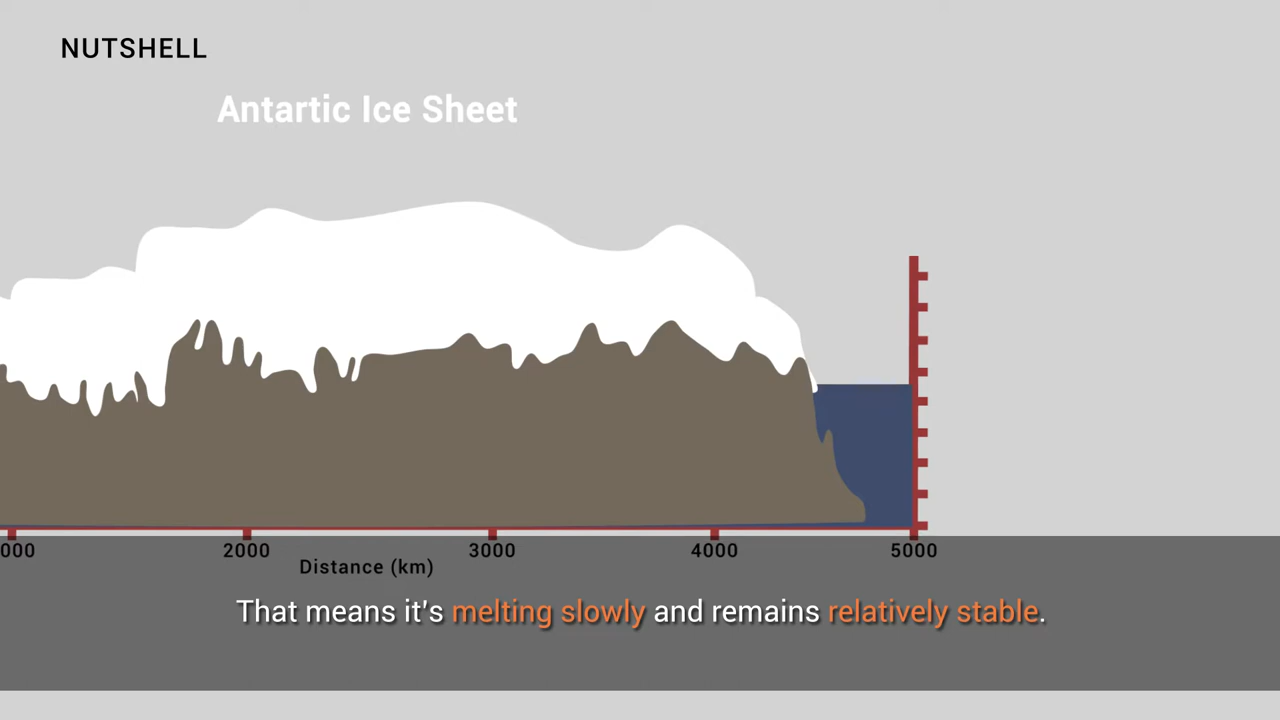 NUTSHELL
Antartic Ice Sheet
000 2000 3000 4000 5000
Distance (km)
That means it's melting slowly and remains relatively stable.